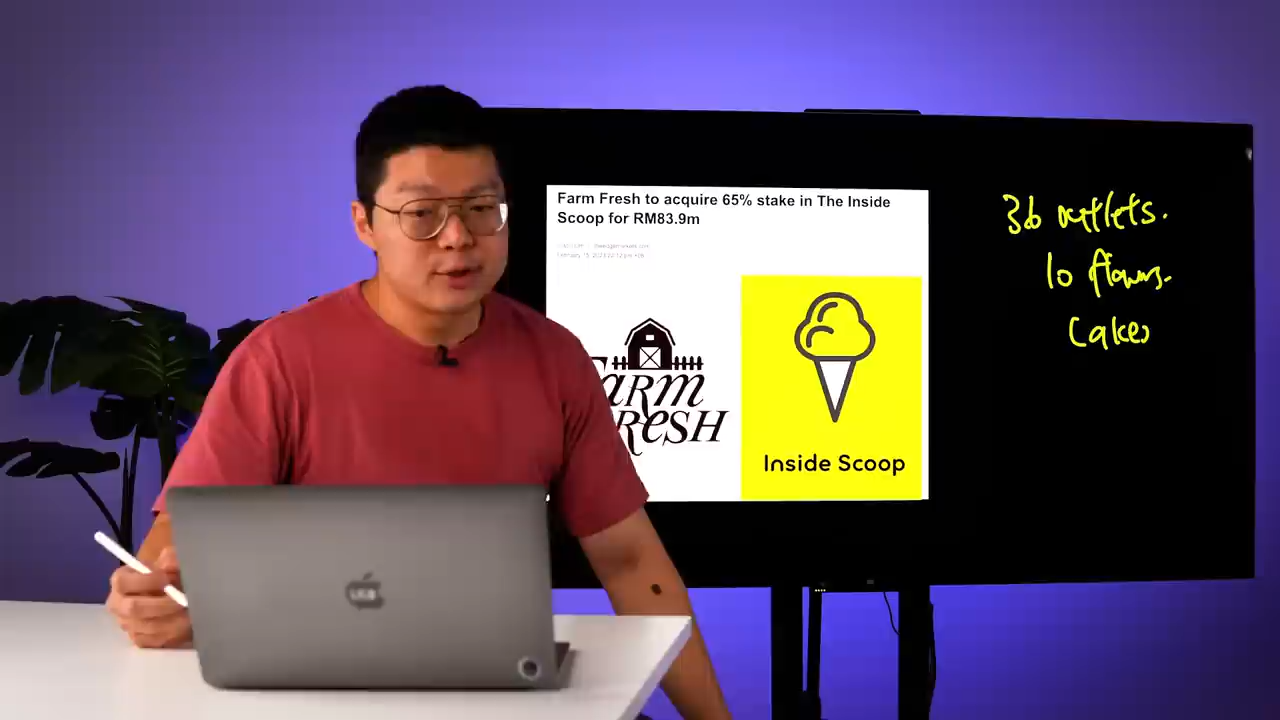 Farm Fresh to acquire 65% stake in The Inside
Scoop for RM83.9m
FARM
FRESH
Inside Scoop
36 outlets.
10 flavors.
Cakes